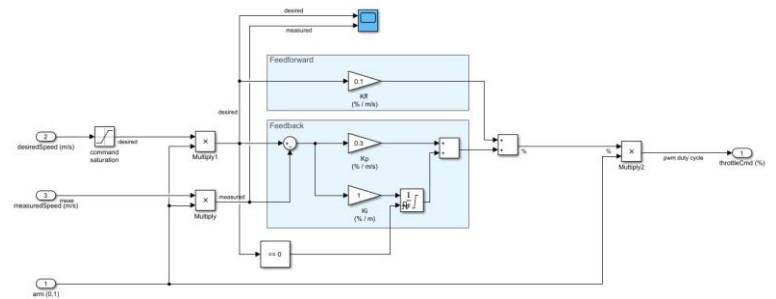 desired
measured
Feedforward
0.1
Kff
(% / m/s)
desired
Feedback
2
desiredSpeed (m/s)
command
saturation
desired
×
Multiply1
+
-
0.3
Kp
(% / m/s)
+
+
+
+
%
%
×
Multiply2
pwm duty cycle
1
throttleCmd (%)
3
measuredSpeed (m/s)
meas
×
Multiply
measured
1
Ki
(% / m)
== 0
1
arm (0,1)